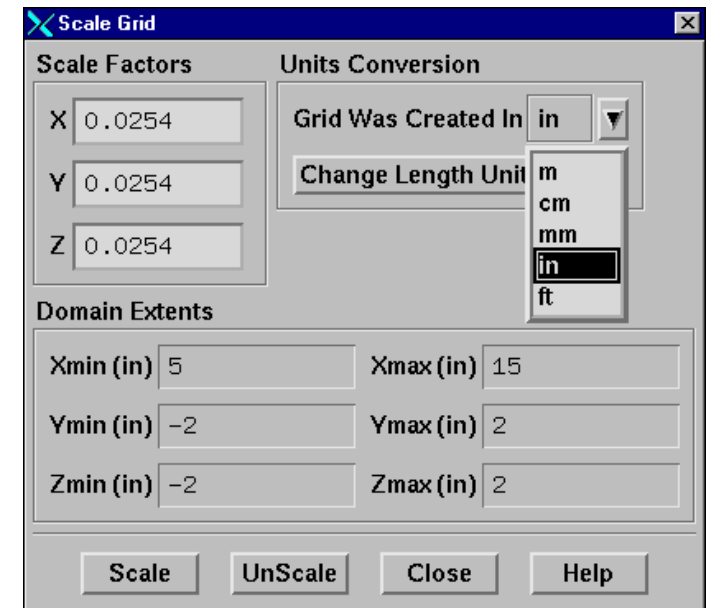 Scale Grid
Scale Factors
X 0.0254
Y 0.0254
Z 0.0254
Units Conversion
Grid Was Created In in
Change Length Unit
m
cm
mm
in
ft
Domain Extents
Xmin (in) 5 Xmax (in) 15
Ymin (in) -2 Ymax (in) 2
Zmin (in) -2 Zmax (in) 2
Scale UnScale Close Help